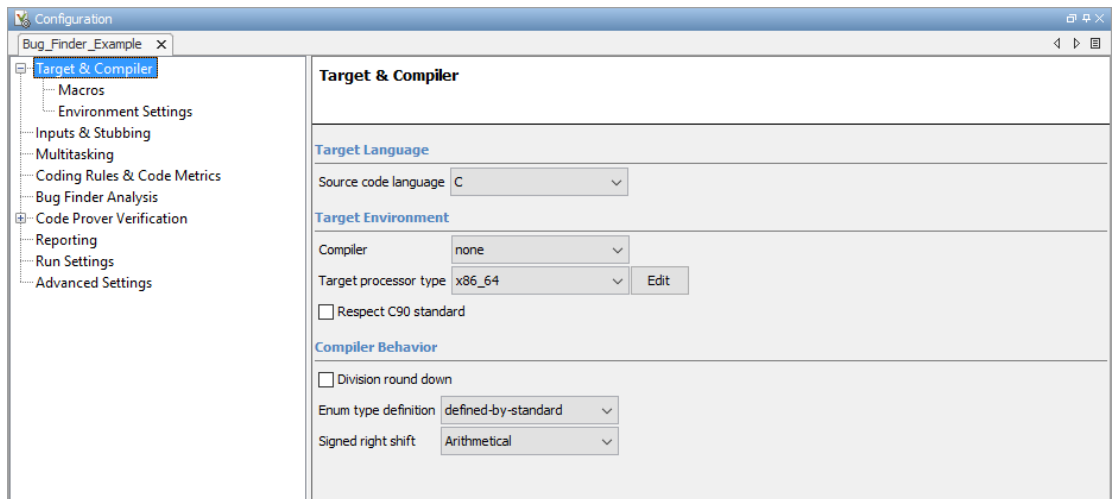 Configuration
Bug_Finder_Example
Target & Compiler
Macros
Environment Settings
Inputs & Stubbing
Multitasking
Coding Rules & Code Metrics
Bug Finder Analysis
Code Prover Verification
Reporting
Run Settings
Advanced Settings
Target & Compiler
Target Language
Source code language C
Target Environment
Compiler none
Target processor type x86_64 Edit
Respect C90 standard
Compiler Behavior
Division round down
Enum type definition defined-by-standard
Signed right shift Arithmetical